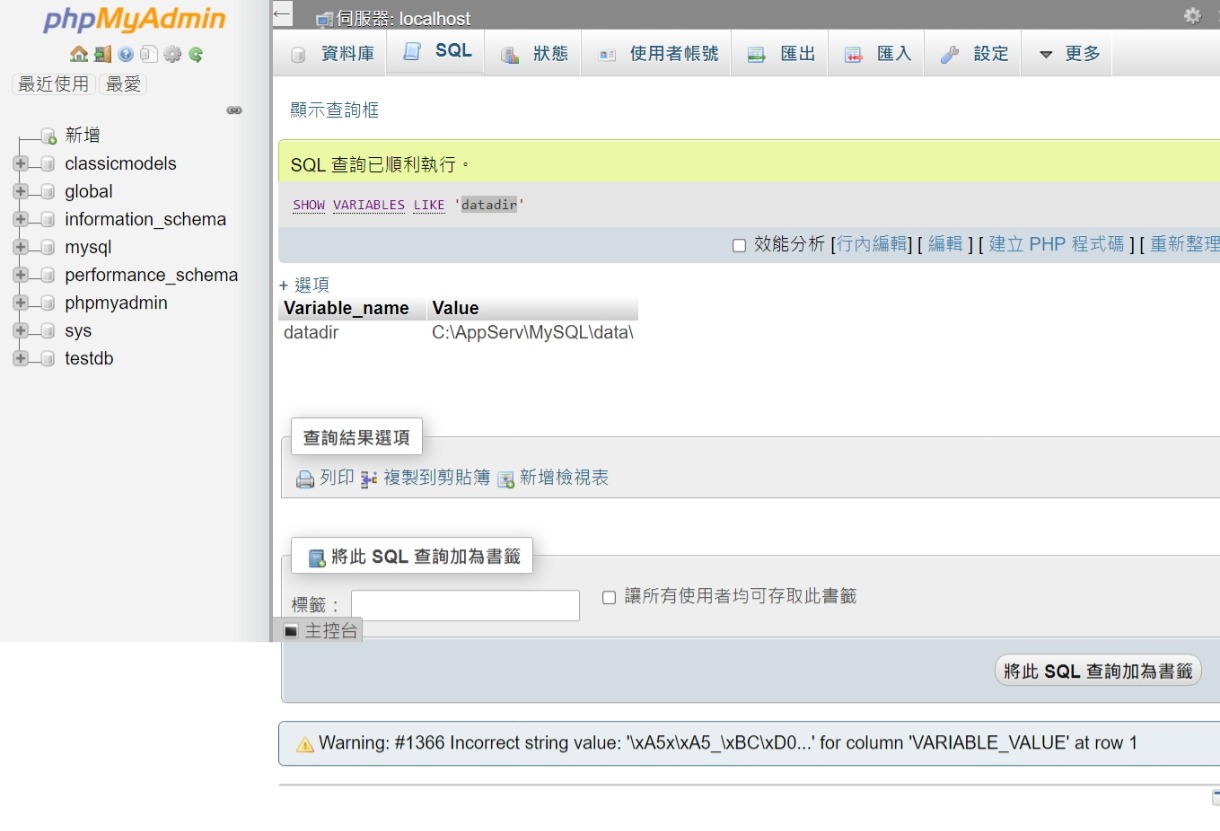 phpMyAdmin
最近使用 最愛
新增
classicmodels
global
information_schema
mysql
performance_schema
phpmyadmin
sys
testdb
伺服器: localhost
資料庫 SQL 狀態 使用者帳號 匯出 匯入 設定 更多
顯示查詢框
SQL 查詢已順利執行。
SHOW VARIABLES LIKE 'datadir'
效能分析 [行內編輯] [ 編輯 ] [ 建立 PHP 程式碼 ] [ 重新整理
+ 選項
Variable_name Value
datadir C:\AppServ\MySQL\data\
查詢結果選項
列印 複製到剪貼簿 新增檢視表
將此 SQL 查詢加為書籤
標籤： 讓所有使用者均可存取此書籤
主控台
將此 SQL 查詢加為書籤
Warning: #1366 Incorrect string value: '\xA5x\xA5_\xBC\xD0...' for column 'VARIABLE_VALUE' at row 1